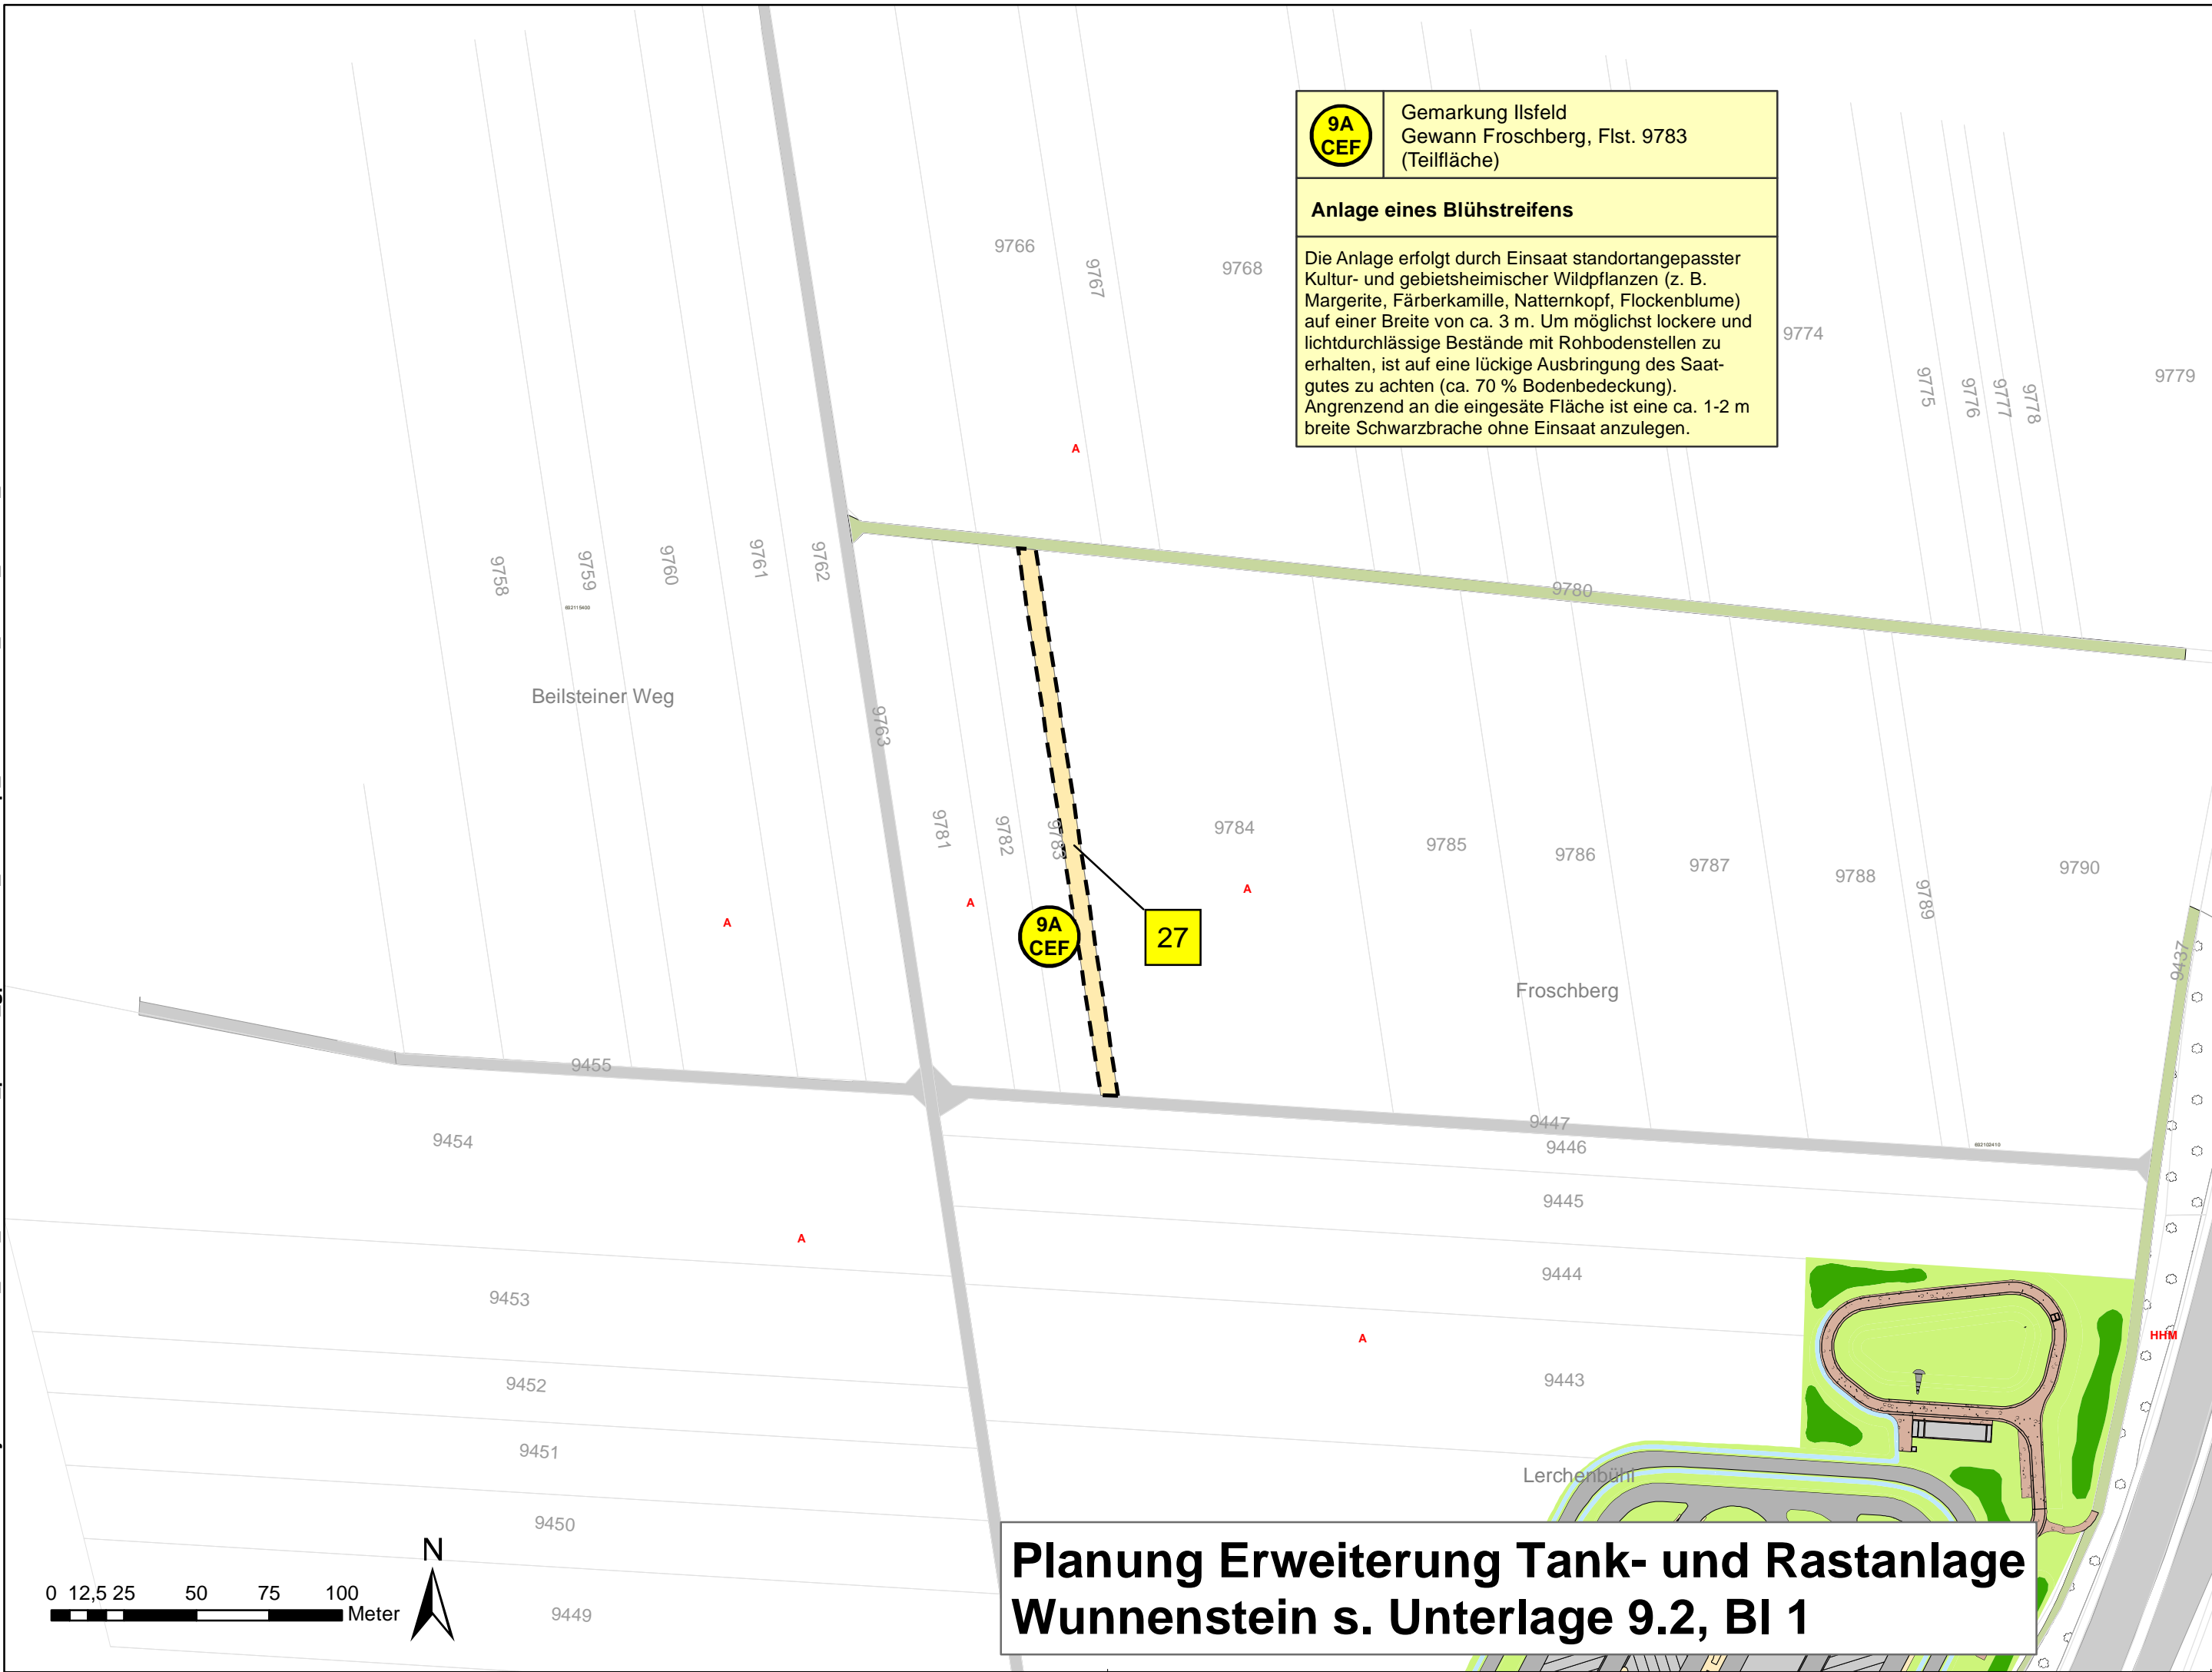 9A
CEF
Gemarkung Ilsfeld
Gewann Froschberg, Flst. 9783
(Teilfläche)
Anlage eines Blühstreifens
Die Anlage erfolgt durch Einsaat standortangepasster
Kultur- und gebietsheimischer Wildpflanzen (z. B.
Margerite, Färberkamille, Natternkopf, Flockenblume)
auf einer Breite von ca. 3 m. Um möglichst lockere und
lichtdurchlässige Bestände mit Rohbodenstellen zu
erhalten, ist auf eine lückige Ausbringung des Saat-
gutes zu achten (ca. 70 % Bodenbedeckung).
Angrenzend an die eingesäte Fläche ist eine ca. 1-2 m
breite Schwarzbrache ohne Einsaat anzulegen.
9766
9767
9768
9774
9775
9776
9777
9778
9779
A
9758
9759
9760
9761
9762
9780
Beilsteiner Weg
9763
9781
9782
9783
9784
9785
9786
9787
9788
9789
9790
A
A
A
9A
CEF
27
Froschberg
9437
9455
9447
9446
9454
9445
A
9444
9453
A
HHM
9452
9443
9451
Lerchenbühl
9450
9449
N
0 12,5 25 50 75 100
Meter
Planung Erweiterung Tank- und Rastanlage
Wunnenstein s. Unterlage 9.2, Bl 1